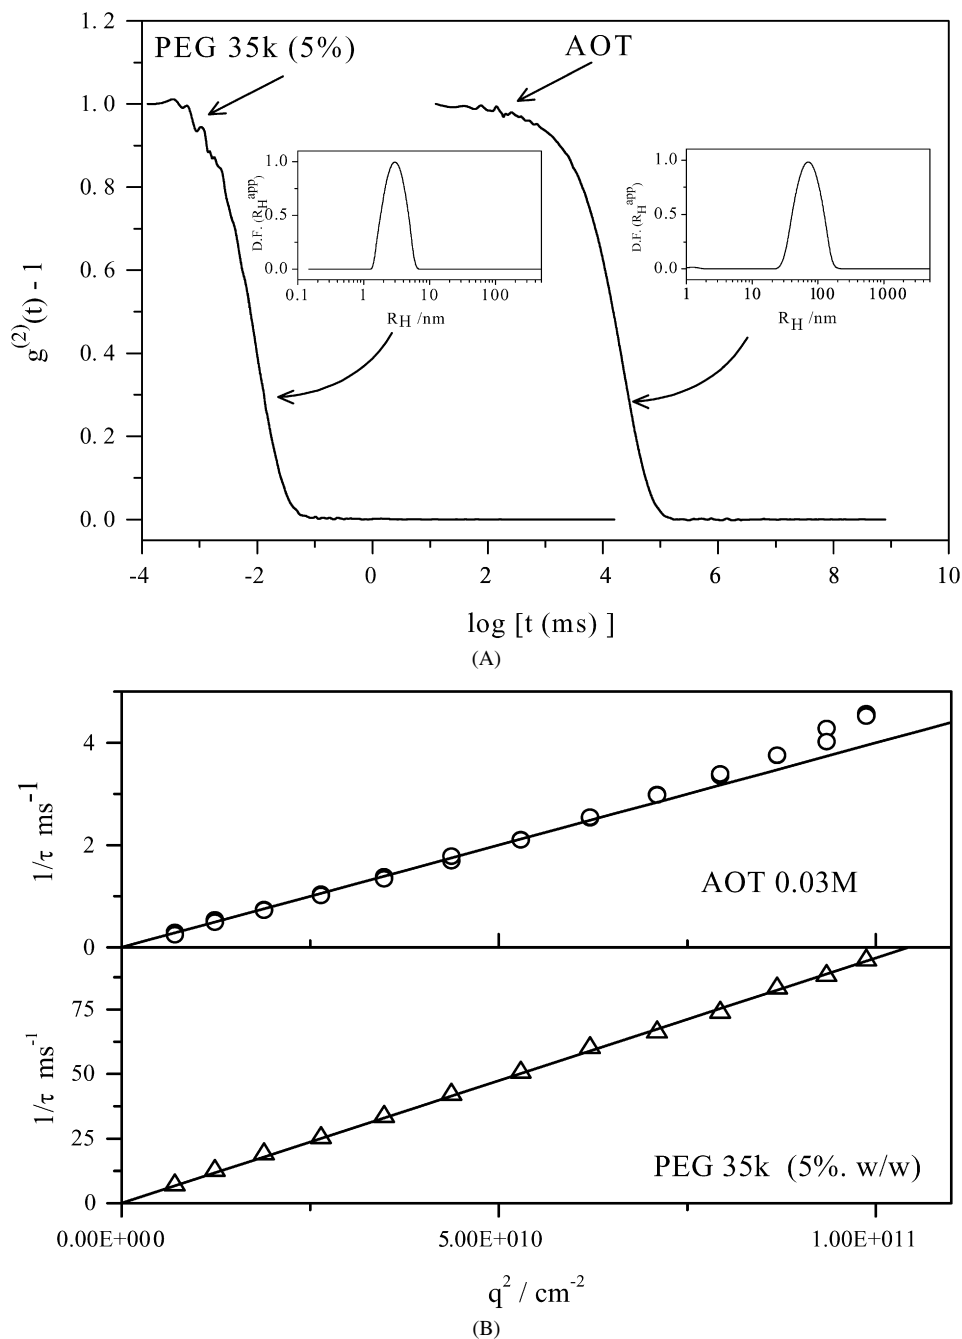 1.2
PEG 35k (5%)
AOT
1.0
0.8
0.6
0.4
0.2
0.0
g(2)(t) - 1
1.0
0.5
0.0
D.F. (RHapp)
0.1 1 10 100
RH /nm
1.0
0.5
0.0
D.F. (RHapp)
1 10 100 1000
RH /nm
-4 -2 0 2 4 6 8 10
log [t (ms) ]
(A)
4
2
0
1/τ ms-1
AOT 0.03M
75
50
25
0
1/τ ms-1
PEG 35k (5%. w/w)
0.00E+000 5.00E+010 1.00E+011
q2 / cm-2
(B)